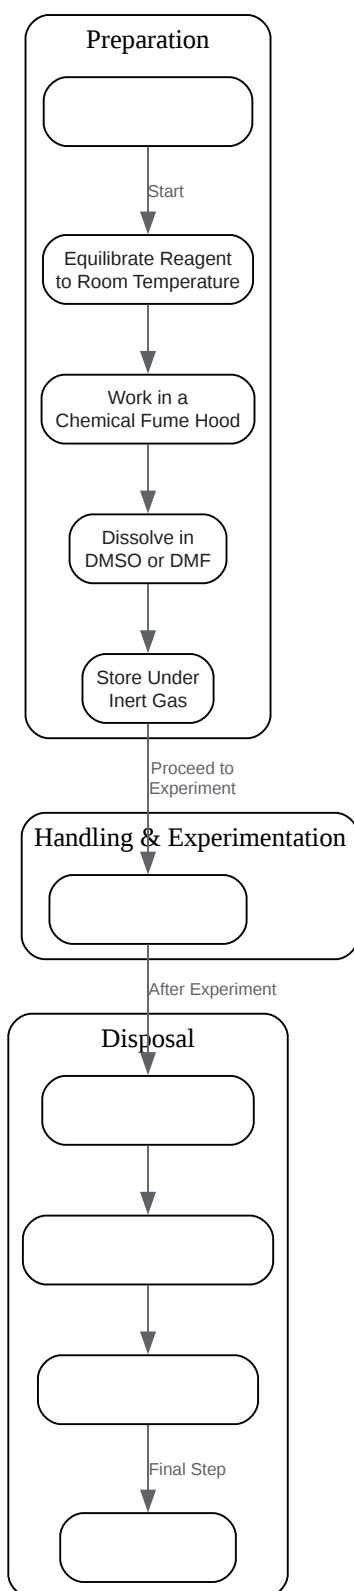 Preparation
Start
Equilibrate Reagent
to Room Temperature
Work in a
Chemical Fume Hood
Dissolve in
DMSO or DMF
Store Under
Inert Gas
Proceed to
Experiment
Handling & Experimentation
After Experiment
Disposal
Final Step